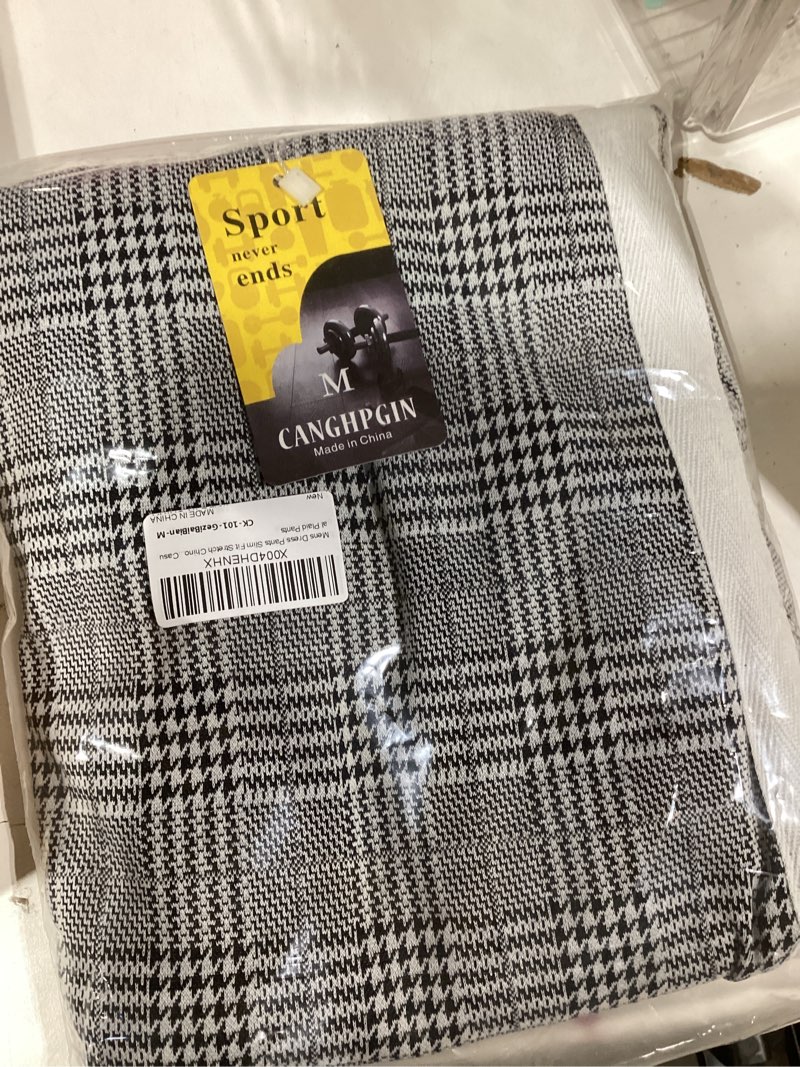 Sport
never
ends
M
CANGHPGIN
Made in China
X004DHENHX
Mens Dress Pants Slim Fit Stretch Chino...Casu
al Plaid Pants
CK-101-GeziBaiBian-M
New
MADE IN CHINA